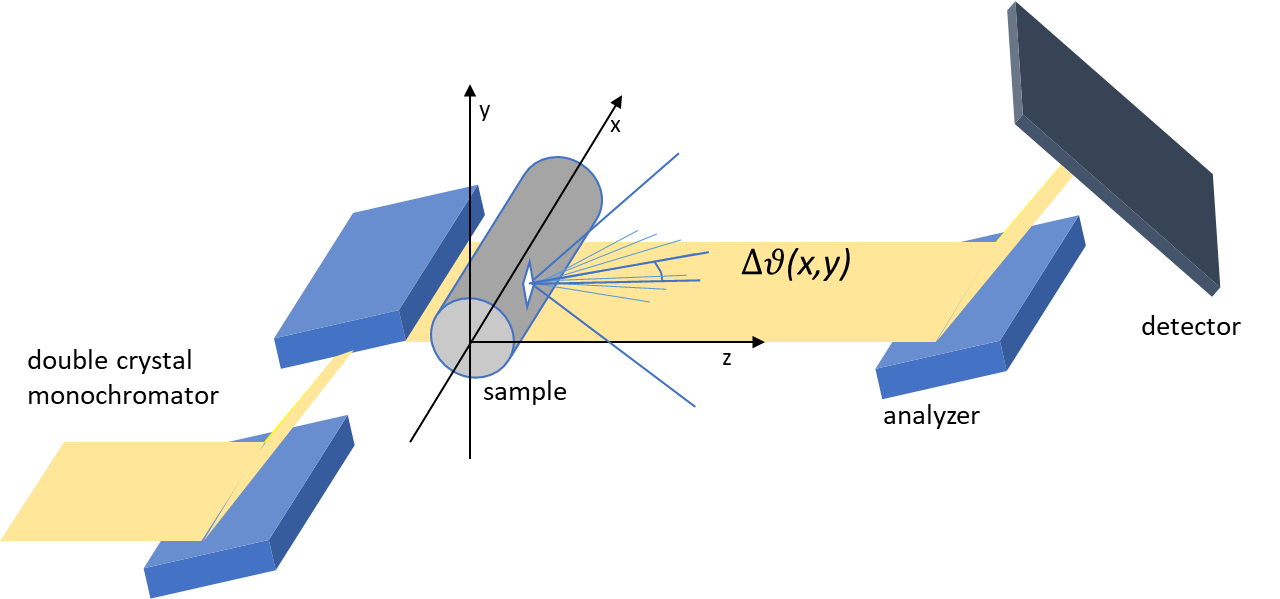 y
x
Δϑ(x,y)
detector
double crystal
monochromator
z
sample
analyzer